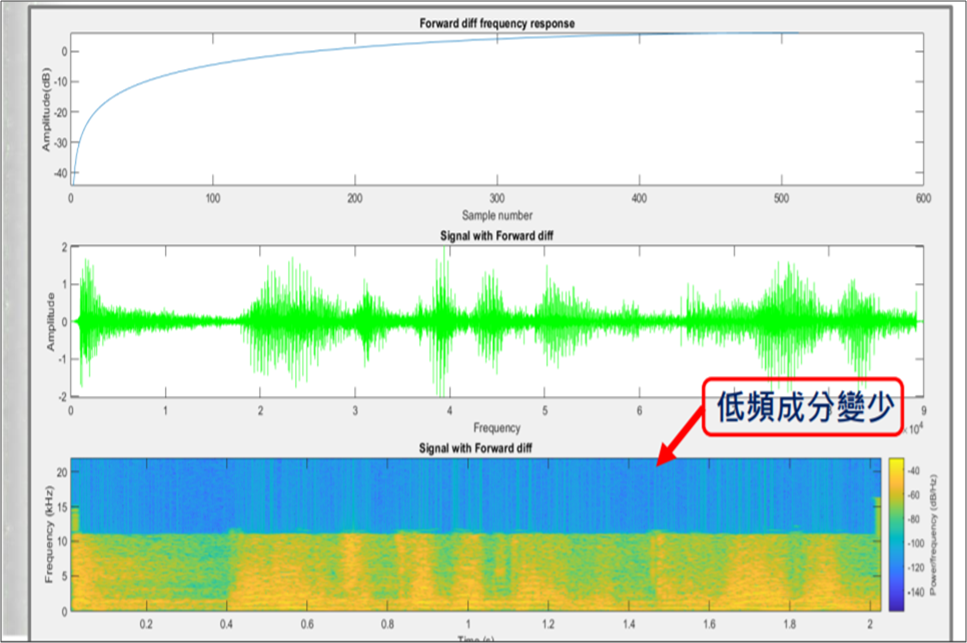 Forward diff frequency response
0
-10
-20
-30
-40
Amplitude(dB)
0 100 200 300 400 500 600
Sample number
Signal with Forward diff
2
1
0
-1
-2
Amplitude
0 1 2 3 4 5 6 9
×10⁴
Frequency
低頻成分變少
Signal with Forward diff
20
15
10
5
0
Frequency (kHz)
-40
-60
-80
-100
-120
-140
Power/frequency (dB/Hz)
0.2 0.4 0.6 0.8 1 1.2 1.4 1.6 1.8 2
Time (s)